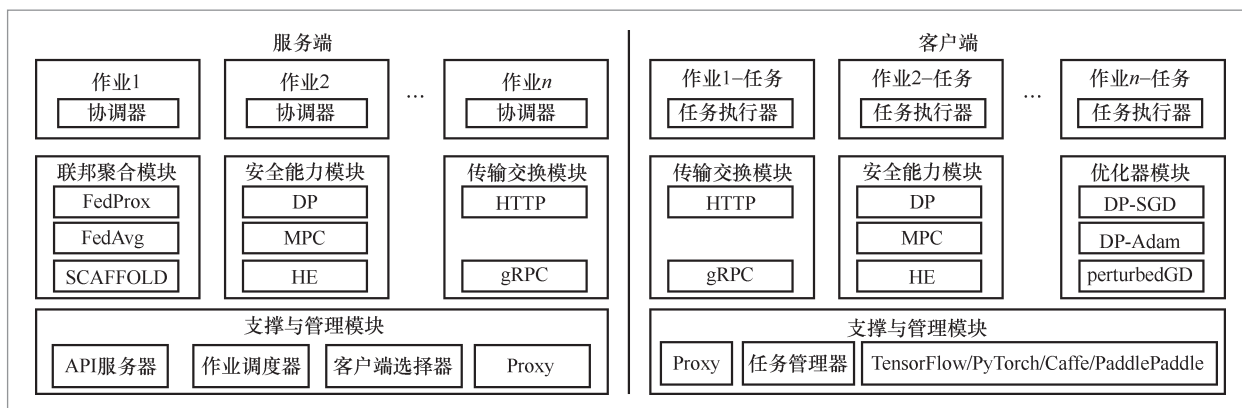 服务端
作业1
协调器
作业2
协调器
…
作业n
协调器
联邦聚合模块
FedProx
FedAvg
SCAFFOLD
安全能力模块
DP
MPC
HE
传输交换模块
HTTP
gRPC
支撑与管理模块
API服务器
作业调度器
客户端选择器
Proxy
客户端
作业1–任务
任务执行器
作业2–任务
任务执行器
…
作业n–任务
任务执行器
传输交换模块
HTTP
gRPC
安全能力模块
DP
MPC
HE
优化器模块
DP-SGD
DP-Adam
perturbedGD
支撑与管理模块
Proxy
任务管理器
TensorFlow/PyTorch/Caffe/PaddlePaddle